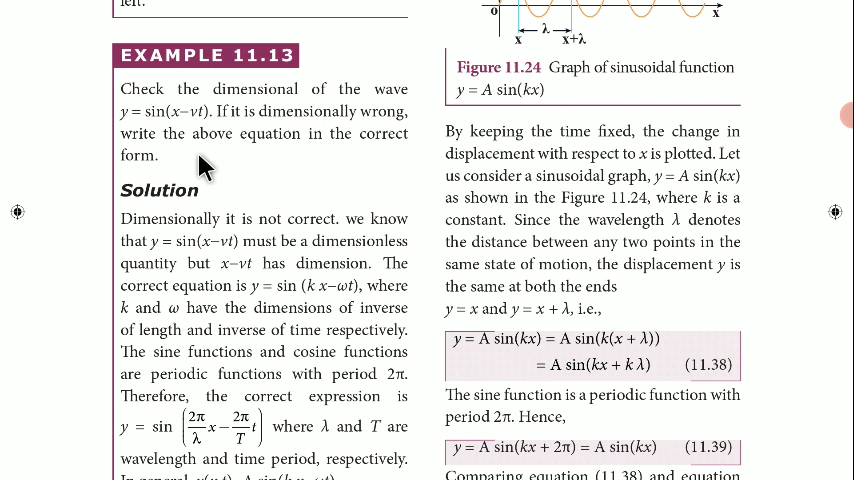 left.
EXAMPLE 11.13
Check the dimensional of the wave
y = sin(x−vt). If it is dimensionally wrong,
write the above equation in the correct
form.
Solution
Dimensionally it is not correct. we know
that y = sin(x−vt) must be a dimensionless
quantity but x−vt has dimension. The
correct equation is y = sin (k x−ωt), where
k and ω have the dimensions of inverse
of length and inverse of time respectively.
The sine functions and cosine functions
are periodic functions with period 2π.
Therefore, the correct expression is
y = sin (2π/λ x − 2π/T t) where λ and T are
wavelength and time period, respectively.
o x
λ
x x+λ
Figure 11.24 Graph of sinusoidal function
y = A sin(kx)
By keeping the time fixed, the change in
displacement with respect to x is plotted. Let
us consider a sinusoidal graph, y = A sin(kx)
as shown in the Figure 11.24, where k is a
constant. Since the wavelength λ denotes
the distance between any two points in the
same state of motion, the displacement y is
the same at both the ends
y = x and y = x + λ, i.e.,
y = A sin(kx) = A sin(k(x + λ))
= A sin(kx + k λ) (11.38)
The sine function is a periodic function with
period 2π. Hence,
y = A sin(kx + 2π) = A sin(kx) (11.39)
Comparing equation (11.38) and equation